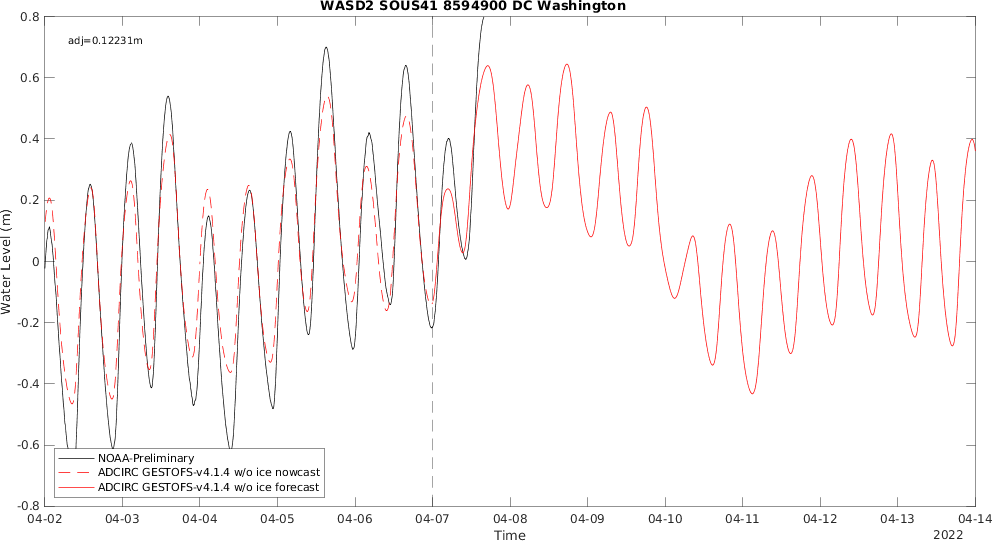 WASD2 SOUS41 8594900 DC Washington
adj=0.12231m
0.8
0.6
0.4
0.2
0
-0.2
-0.4
-0.6
-0.8
Water Level (m)
NOAA-Preliminary
ADCIRC GESTOFS-v4.1.4 w/o ice nowcast
ADCIRC GESTOFS-v4.1.4 w/o ice forecast
04-02 04-03 04-04 04-05 04-06 04-07 04-08 04-09 04-10 04-11 04-12 04-13 04-14
Time
2022